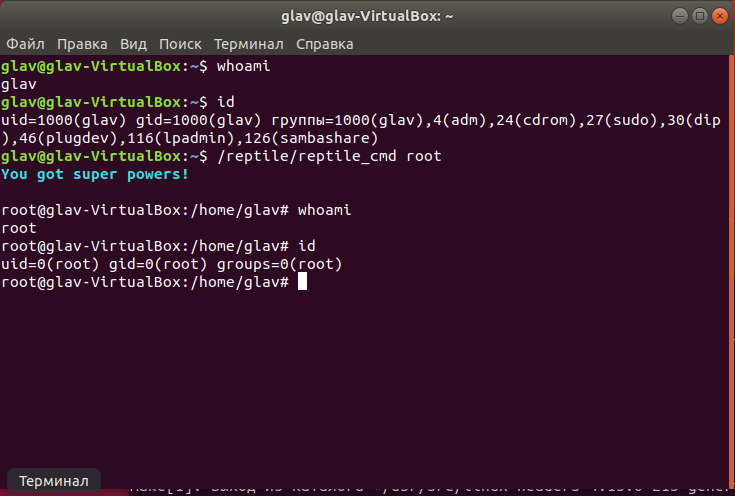 glav@glav-VirtualBox: ~
Файл Правка Вид Поиск Терминал Справка
glav@glav-VirtualBox:~$ whoami
glav
glav@glav-VirtualBox:~$ id
uid=1000(glav) gid=1000(glav) группы=1000(glav),4(adm),24(cdrom),27(sudo),30(dip
),46(plugdev),116(lpadmin),126(sambashare)
glav@glav-VirtualBox:~$ /reptile/reptile_cmd root
You got super powers!
root@glav-VirtualBox:/home/glav# whoami
root
root@glav-VirtualBox:/home/glav# id
uid=0(root) gid=0(root) groups=0(root)
root@glav-VirtualBox:/home/glav#
Терминал